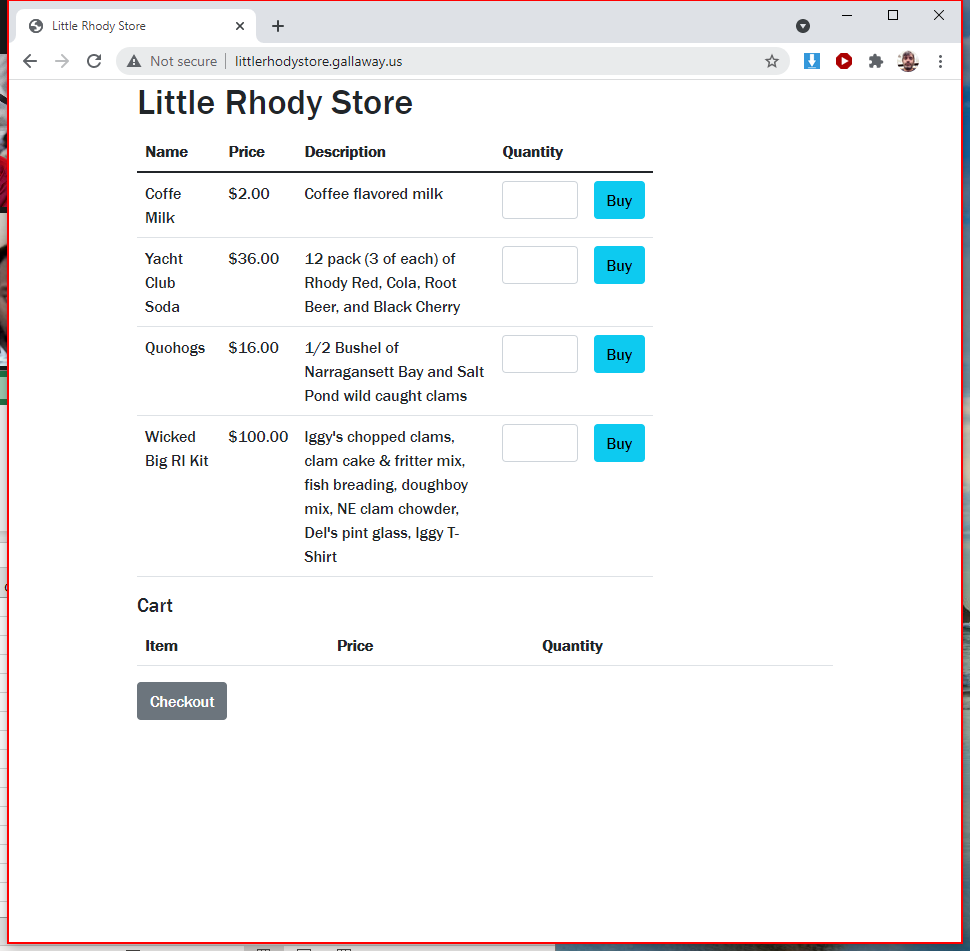 Little Rhody Store
Not secure littlerhodystore.gallaway.us
Little Rhody Store
Name Price Description Quantity
Coffe $2.00 Coffee flavored milk Buy
Milk
Yacht $36.00 12 pack (3 of each) of Buy
Club Rhody Red, Cola, Root
Soda Beer, and Black Cherry
Quohogs $16.00 1/2 Bushel of Buy
Narragansett Bay and Salt
Pond wild caught clams
Wicked $100.00 Iggy's chopped clams, Buy
Big RI Kit clam cake & fritter mix,
fish breading, doughboy
mix, NE clam chowder,
Del's pint glass, Iggy T-
Shirt
Cart
Item Price Quantity
Checkout